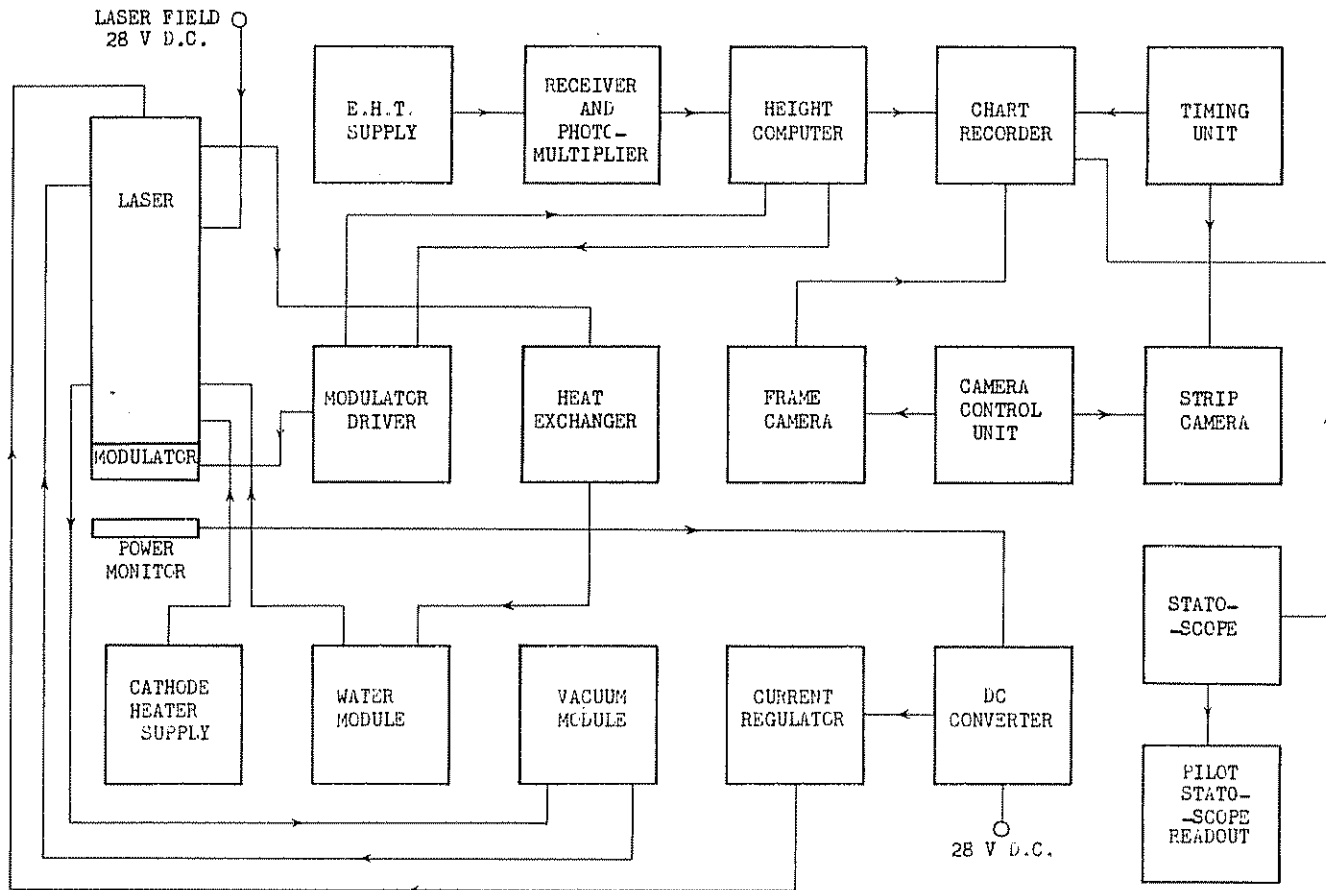 LASER FIELD
28 V D.C.
E.H.T.
SUPPLY
RECEIVER
AND
PHOTO-
MULTIPLIER
HEIGHT
COMPUTER
CHART
RECORDER
TIMING
UNIT
LASER
MODULATOR
MODULATOR
DRIVER
HEAT
EXCHANGER
FRAME
CAMERA
CAMERA
CONTROL
UNIT
STRIP
CAMERA
POWER
MONITOR
CATHODE
HEATER
SUPPLY
WATER
MODULE
VACUUM
MODULE
CURRENT
REGULATOR
DC
CONVERTER
STATO-
-SCOPE
PILOT
STATO-
-SCOPE
READOUT
28 V D.C.